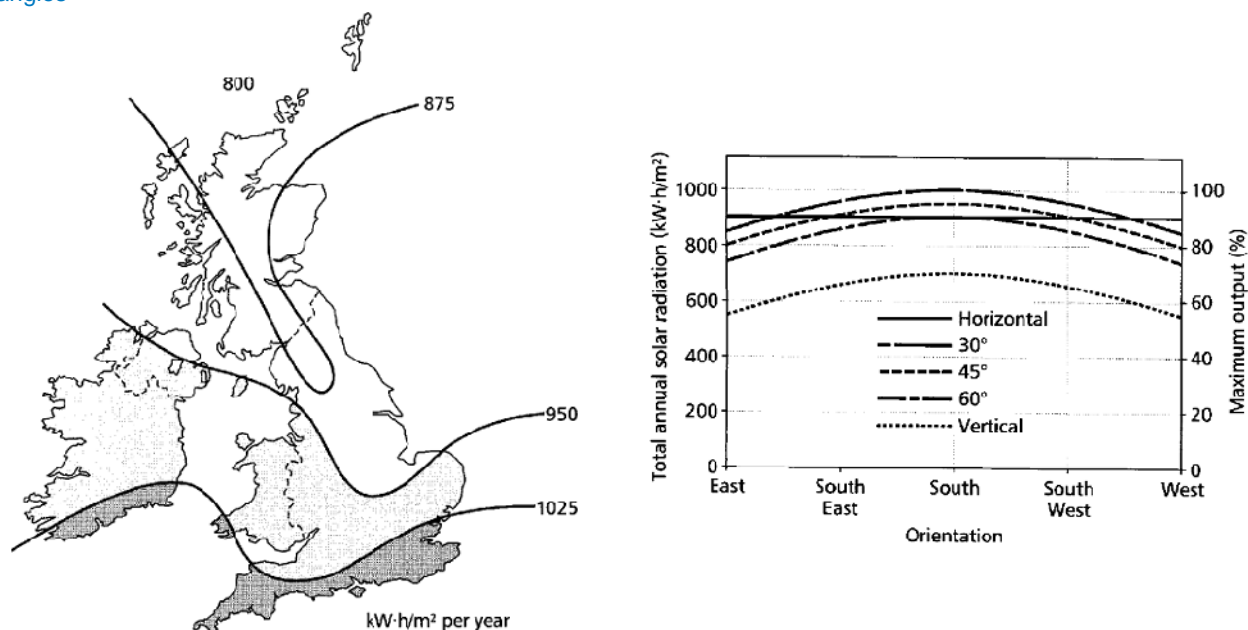 angles
800
875
950
1025
kW·h/m² per year
Total annual solar radiation (kW·h/m²)
1000
800
600
400
200
0
Horizontal
30°
45°
60°
Vertical
100
80
60
40
20
0
Maximum output (%)
East
South East
South
South West
West
Orientation